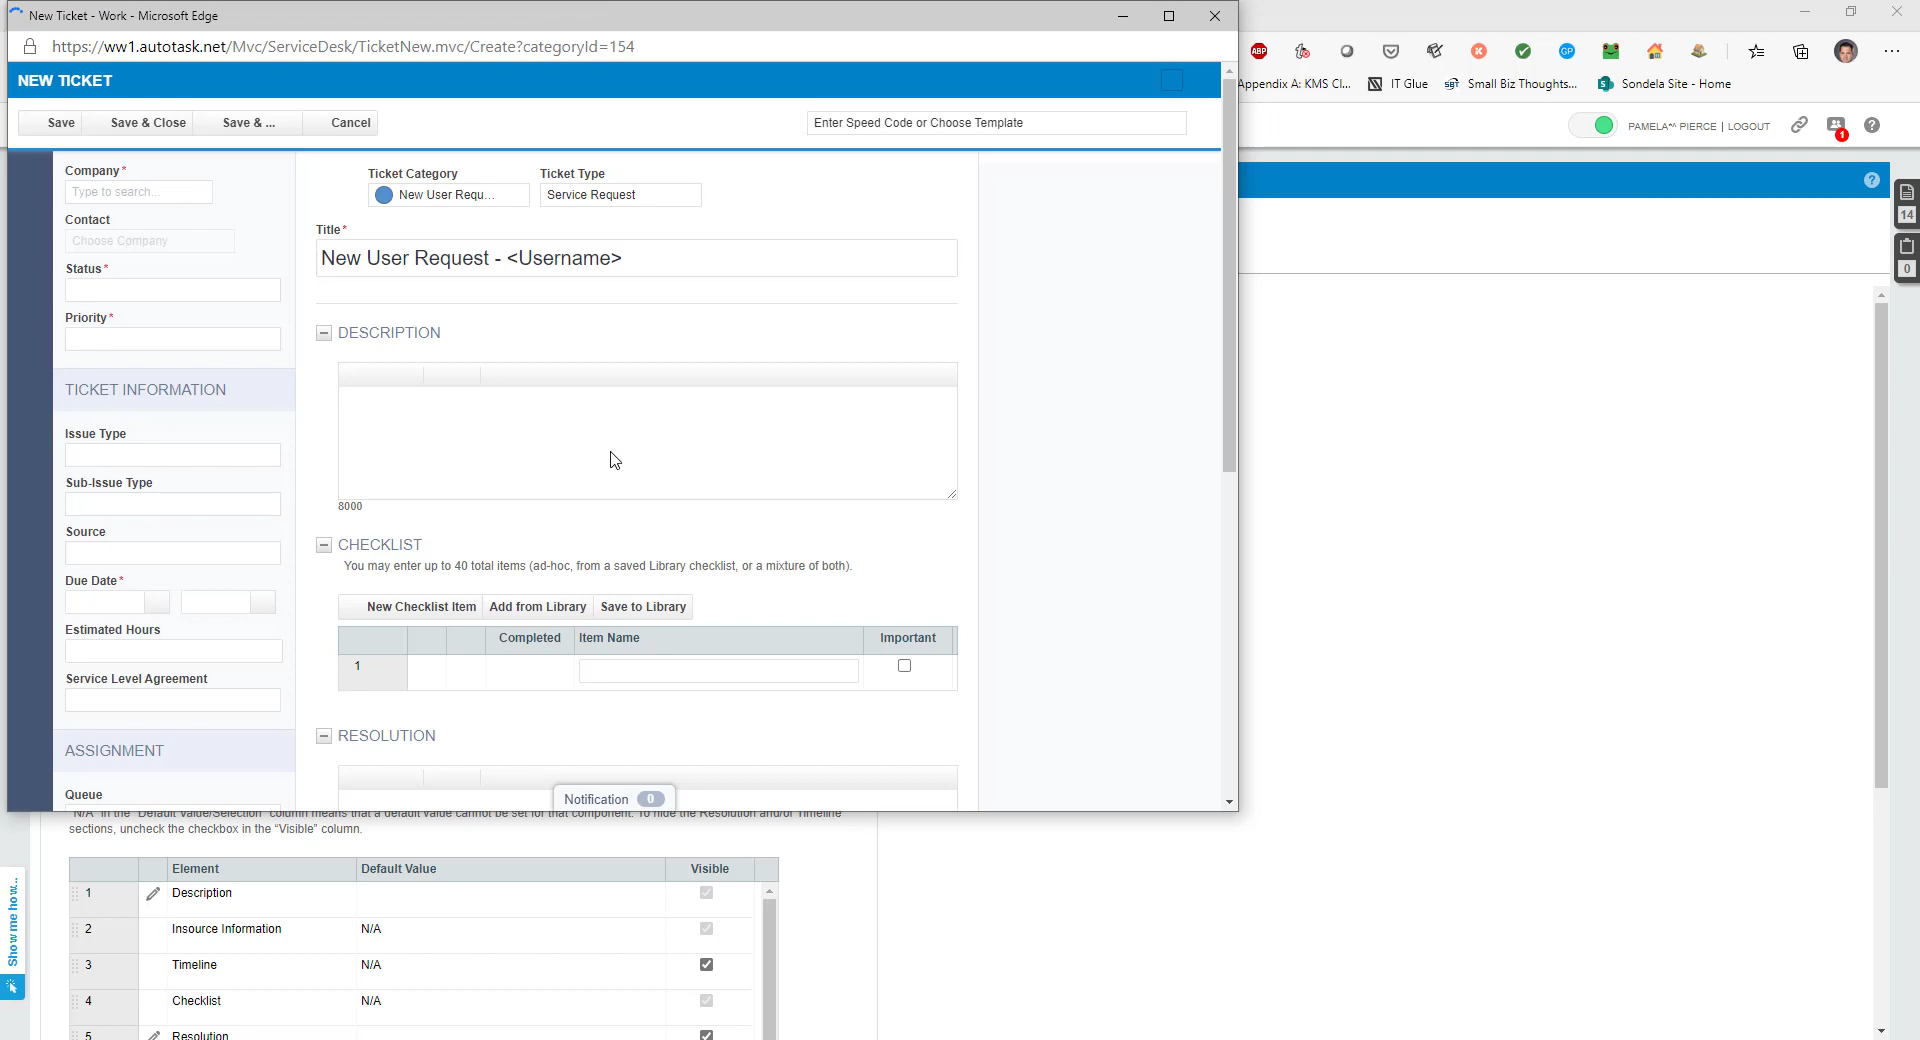 New Ticket - Work - Microsoft Edge
https://ww1.autotask.net/Mvc/ServiceDesk/TicketNew.mvc/Create?categoryId=154
ABP
GP
Appendix A: KMS Cl...
IT Glue
SBT
Small Biz Thoughts...
S
Sondela Site - Home
NEW TICKET
Save
Save & Close
Save & ...
Cancel
Enter Speed Code or Choose Template
PAMELA*^ PIERCE | LOGOUT
1
?
Company*
Type to search...
Contact
Choose Company
Status*
Priority*
TICKET INFORMATION
Issue Type
Sub-Issue Type
Source
Due Date*
Estimated Hours
Service Level Agreement
ASSIGNMENT
Queue
Ticket Category
New User Requ...
Ticket Type
Service Request
Title*
New User Request - <Username>
DESCRIPTION
8000
CHECKLIST
You may enter up to 40 total items (ad-hoc, from a saved Library checklist, or a mixture of both).
New Checklist Item
Add from Library
Save to Library
Completed
Item Name
Important
1
RESOLUTION
Notification 0
?
14
0
"N/A" in the "Default Value/Selection" column means that a default value cannot be set for that component. To hide the Resolution and/or Timeline
sections, uncheck the checkbox in the “Visible” column.
Element
Default Value
Visible
1
Description
2
Insource Information
N/A
3
Timeline
N/A
4
Checklist
N/A
5
Resolution
Show me how...